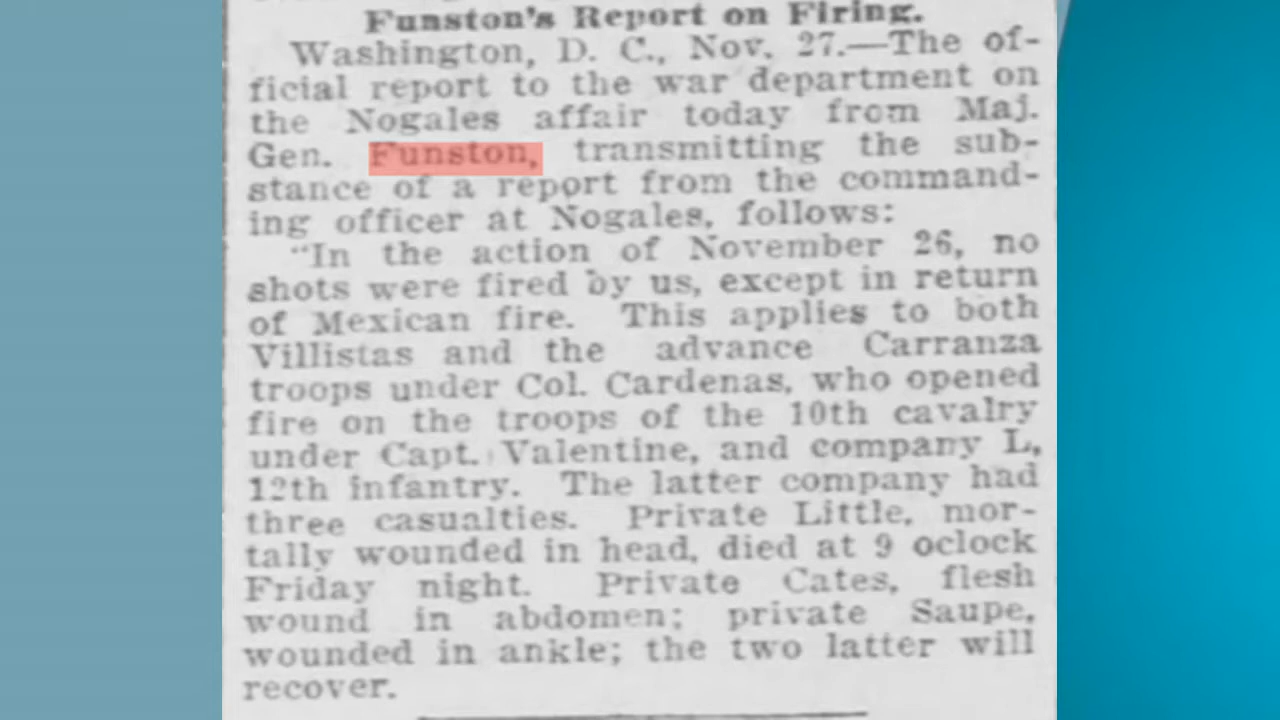 Funston's Report on Firing.
Washington, D. C., Nov. 27.—The of-
ficial report to the war department on
the Nogales affair today from Maj.
Gen. Funston, transmitting the sub-
stance of a report from the command-
ing officer at Nogales, follows:
"In the action of November 26, no
shots were fired by us, except in return
of Mexican fire. This applies to both
Villistas and the advance Carranza
troops under Col. Cardenas, who opened
fire on the troops of the 10th cavalry
under Capt. Valentine, and company L,
12th infantry. The latter company had
three casualties. Private Little, mor-
tally wounded in head, died at 9 oclock
Friday night. Private Cates, flesh
wound in abdomen; private Saupe,
wounded in ankle; the two latter will
recover.